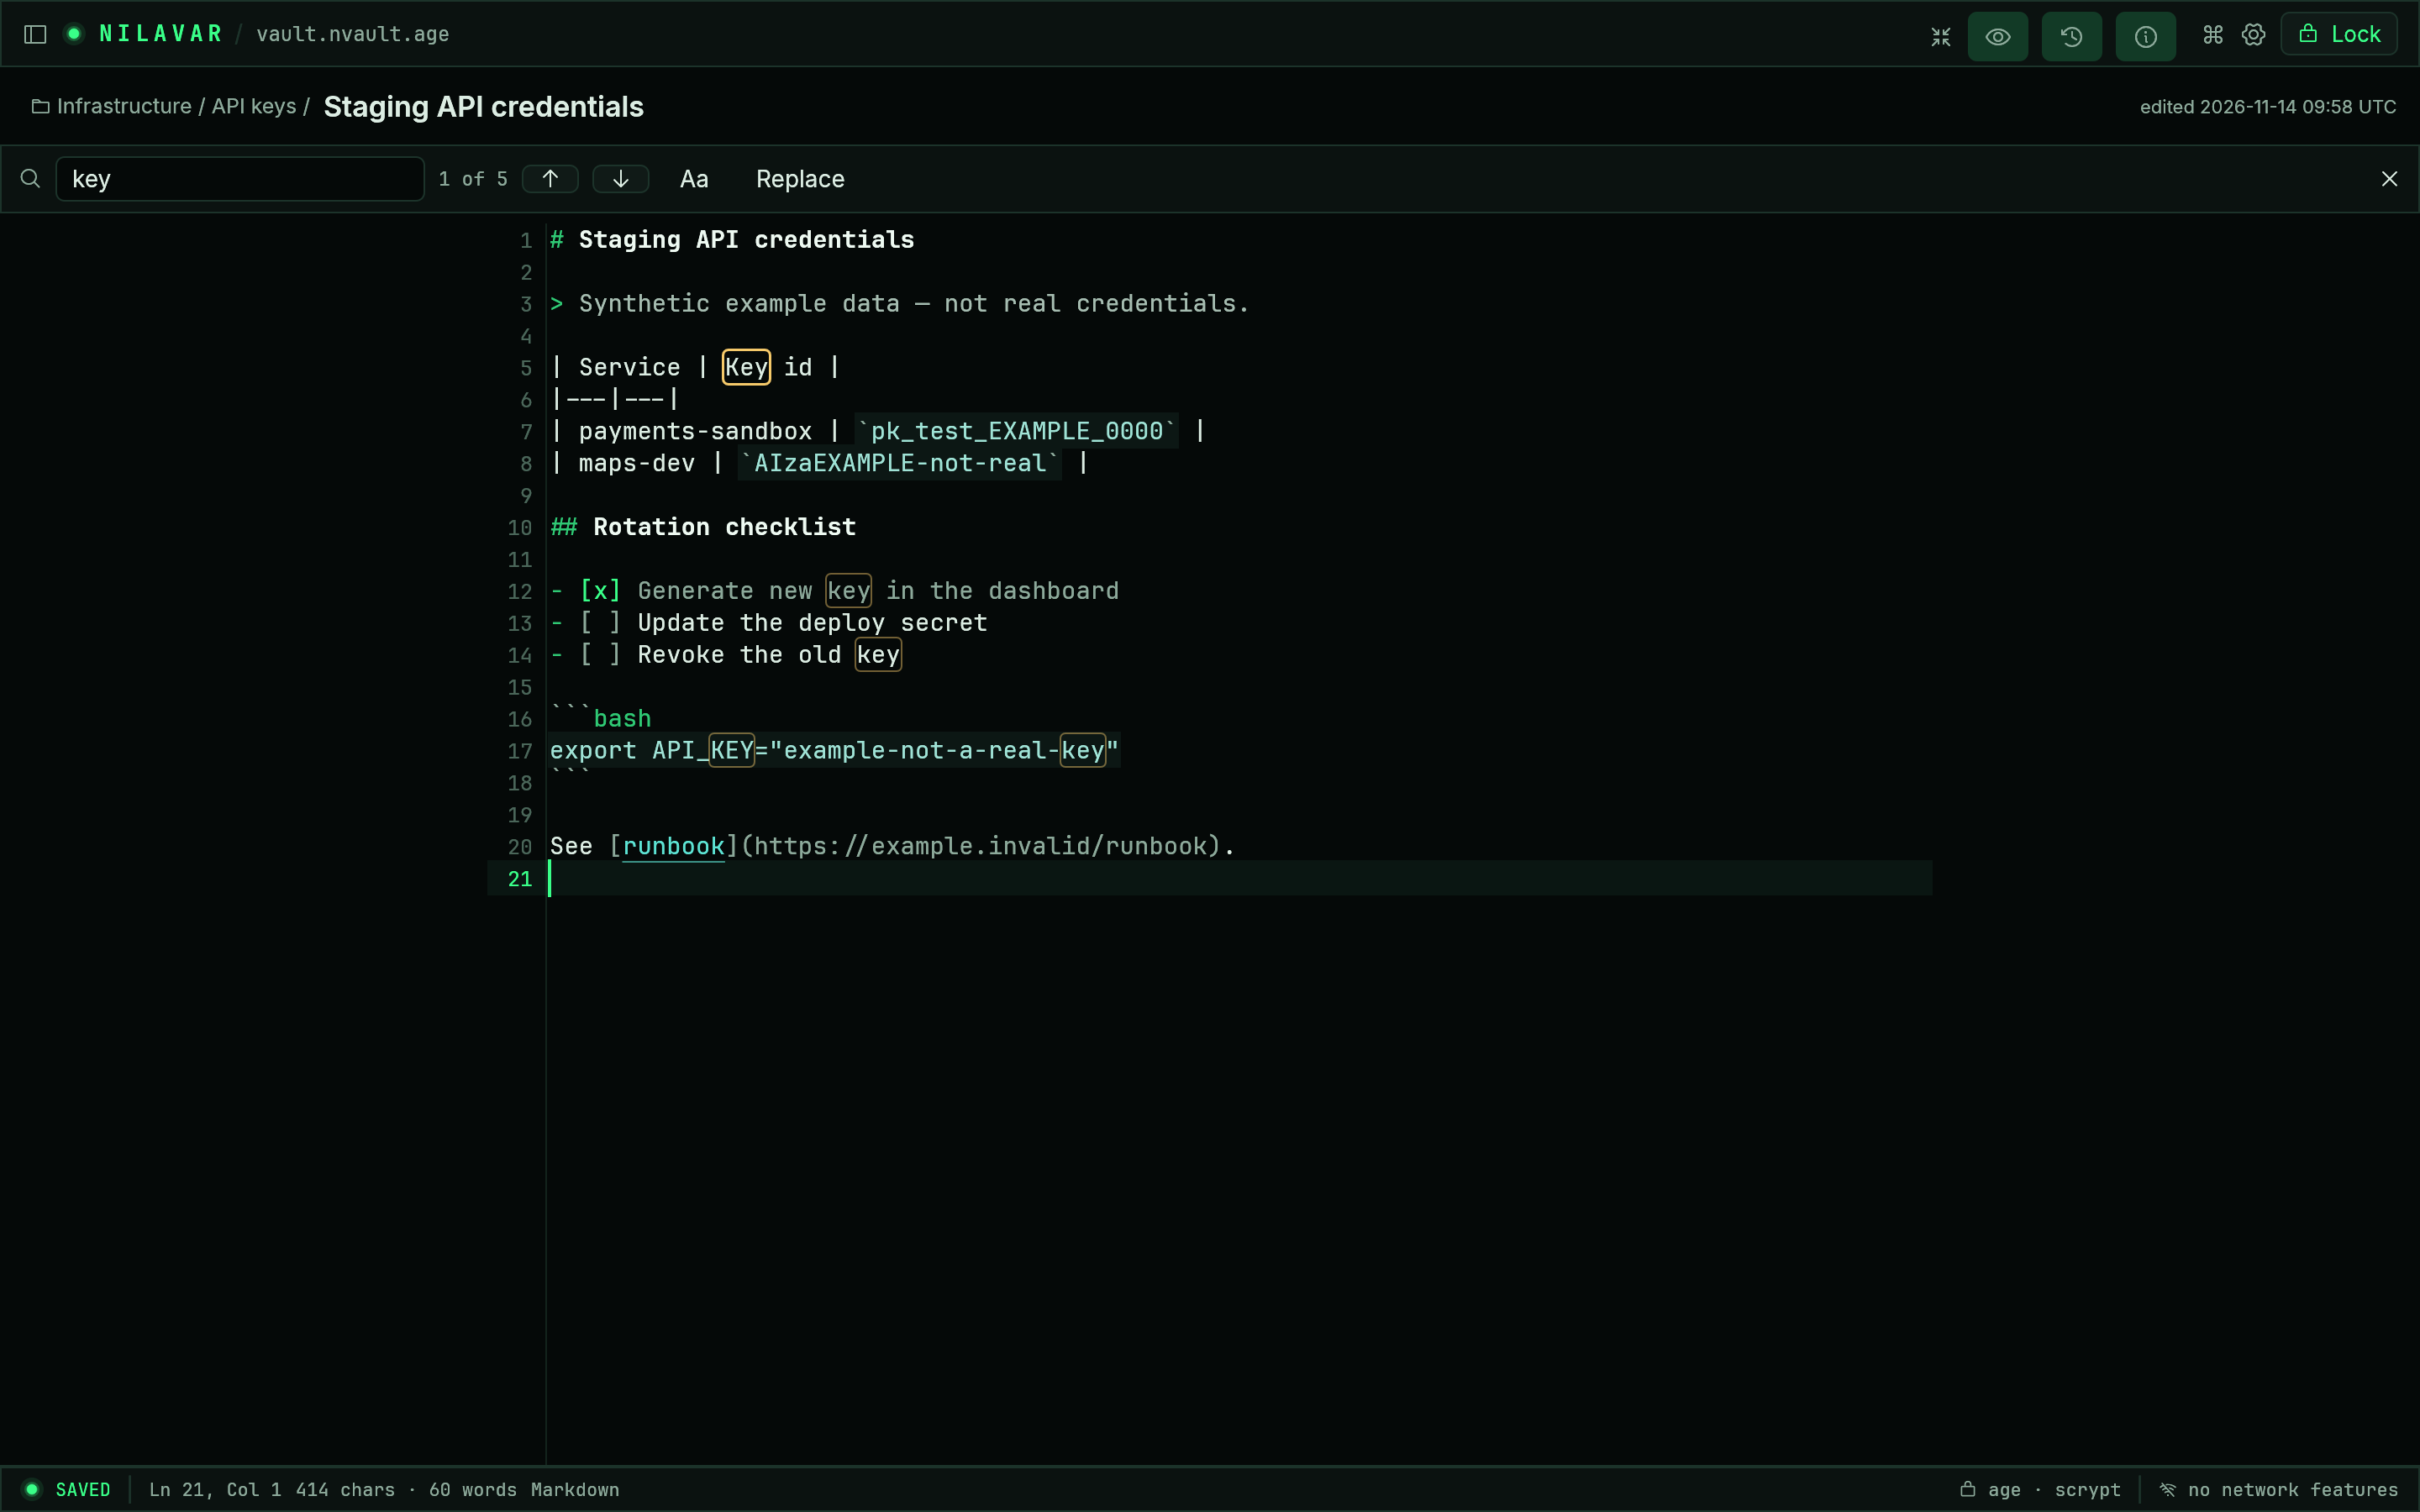 NILAVAR / vault.nvault.age
Lock
Infrastructure / API keys / Staging API credentials
edited 2026-11-14 09:58 UTC
key
1 of 5
Aa
Replace
1 # Staging API credentials
2
3 > Synthetic example data — not real credentials.
4
5 | Service | Key id |
6 |---|---|
7 | payments-sandbox | `pk_test_EXAMPLE_0000` |
8 | maps-dev | `AIzaEXAMPLE-not-real` |
9
10 ## Rotation checklist
11
12 - [x] Generate new key in the dashboard
13 - [ ] Update the deploy secret
14 - [ ] Revoke the old key
15
16 ```bash
17 export API_KEY="example-not-a-real-key"
18 ```
19
20 See [runbook](https://example.invalid/runbook).
21
SAVED
Ln 21, Col 1 414 chars · 60 words Markdown
age · scrypt
no network features